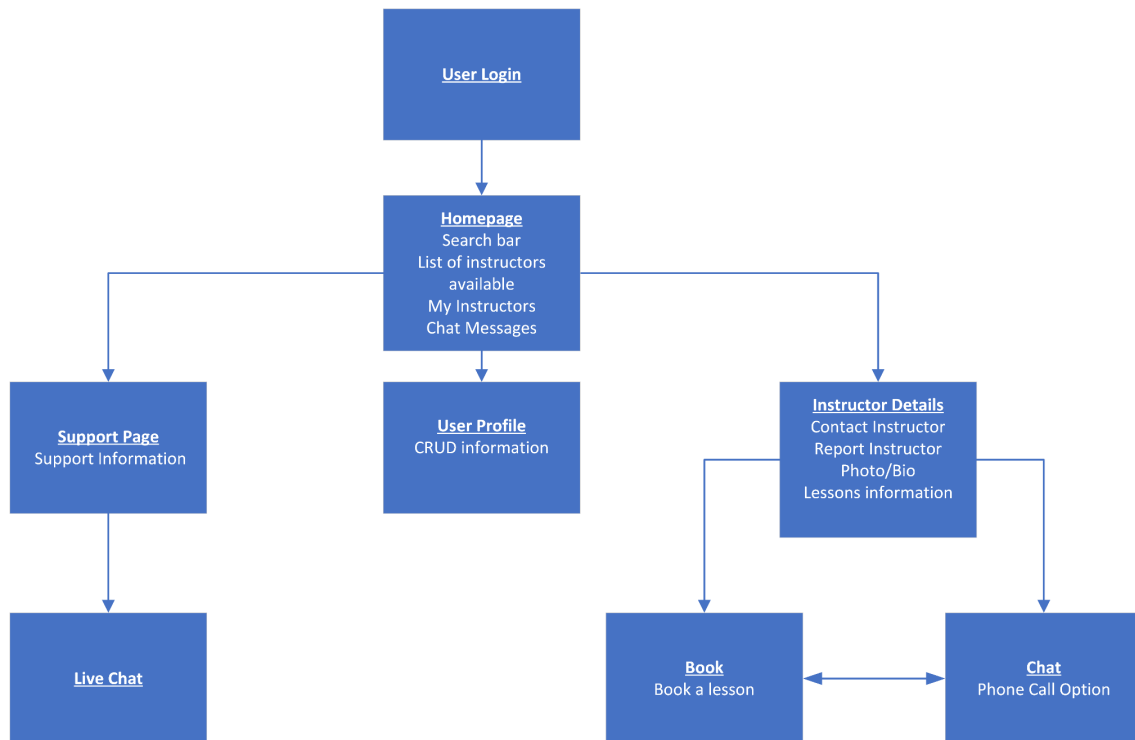 User Login
Homepage
Search bar
List of instructors
available
My Instructors
Chat Messages
Support Page
Support Information
User Profile
CRUD information
Instructor Details
Contact Instructor
Report Instructor
Photo/Bio
Lessons information
Live Chat
Book
Book a lesson
Chat
Phone Call Option